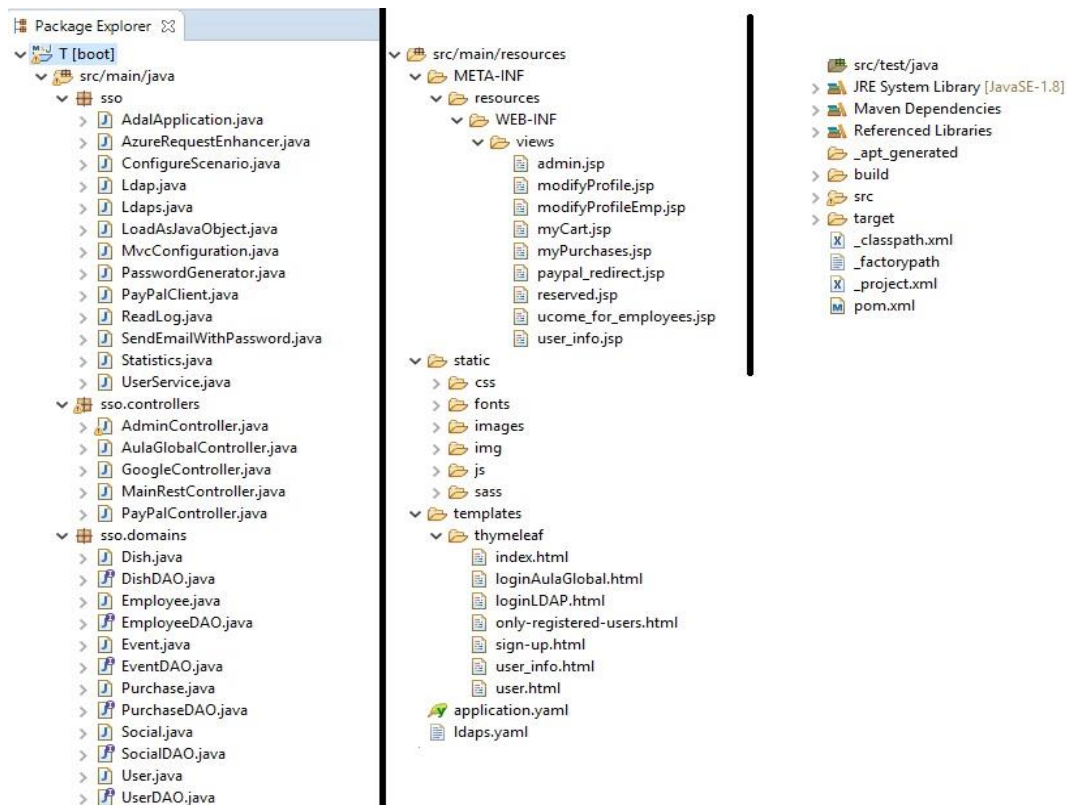 Package Explorer
T [boot]
src/main/java
sso
AdalApplication.java
AzureRequestEnhancer.java
ConfigureScenario.java
Ldap.java
Ldaps.java
LoadAsJavaObject.java
MvcConfiguration.java
PasswordGenerator.java
PayPalClient.java
ReadLog.java
SendEmailWithPassword.java
Statistics.java
UserService.java
sso.controllers
AdminController.java
AulaGlobalController.java
GoogleController.java
MainRestController.java
PayPalController.java
sso.domains
Dish.java
DishDAO.java
Employee.java
EmployeeDAO.java
Event.java
EventDAO.java
Purchase.java
PurchaseDAO.java
Social.java
SocialDAO.java
User.java
UserDAO.java
src/main/resources
META-INF
resources
WEB-INF
views
admin.jsp
modifyProfile.jsp
modifyProfileEmp.jsp
myCart.jsp
myPurchases.jsp
paypal_redirect.jsp
reserved.jsp
ucome_for_employees.jsp
user_info.jsp
static
css
fonts
images
img
js
sass
templates
thymeleaf
index.html
loginAulaGlobal.html
loginLDAP.html
only-registered-users.html
sign-up.html
user_info.html
user.html
application.yaml
ldaps.yaml
src/test/java
JRE System Library [JavaSE-1.8]
Maven Dependencies
Referenced Libraries
_apt_generated
build
src
target
_classpath.xml
_factorypath
_project.xml
pom.xml